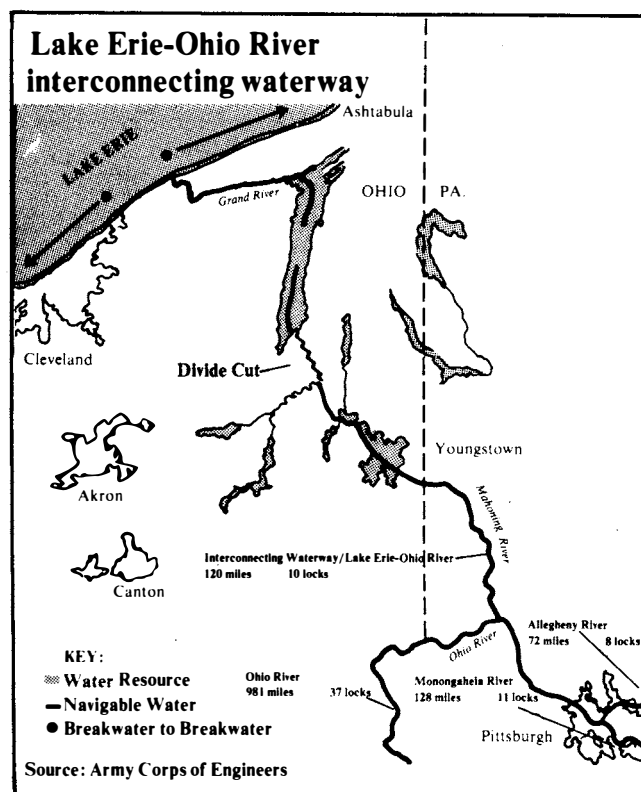 Lake Erie-Ohio River
interconnecting waterway
Ashtabula
LAKE ERIE
OHIO PA.
Grand River
Cleveland
Divide Cut
Youngstown
Akron
Mahoning River
Canton
Interconnecting Waterway/Lake Erie-Ohio River
120 miles 10 locks
Allegheny River
72 miles 8 locks
Ohio River
KEY:
Water Resource
Navigable Water
Breakwater to Breakwater
Ohio River
981 miles
37 locks
Monongahela River
128 miles 11 locks
Pittsburgh
Source: Army Corps of Engineers